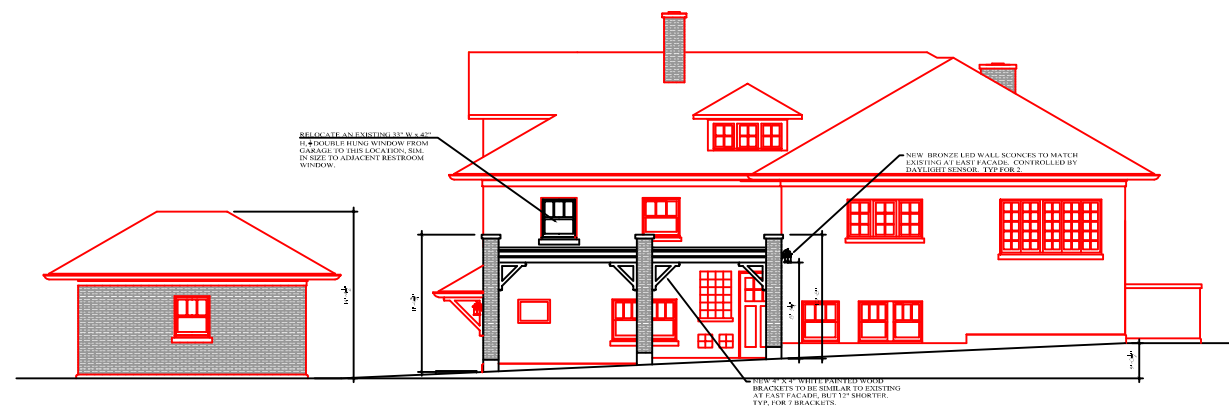 RELOCATE AN EXISTING 33" W x 42"
H, DOUBLE HUNG WINDOW FROM
GARAGE TO THIS LOCATION, SIM.
IN SIZE TO ADJACENT RESTROOM
WINDOW.
NEW BRONZE LED WALL SCONCES TO MATCH
EXISTING AT EAST FACADE. CONTROLLED BY
DAYLIGHT SENSOR. TYP FOR 2.
NEW 4" X 4" WHITE PAINTED WOOD
BRACKETS TO BE SIMILAR TO EXISTING
AT EAST FACADE, BUT 12" SHORTER.
TYP, FOR 7 BRACKETS.